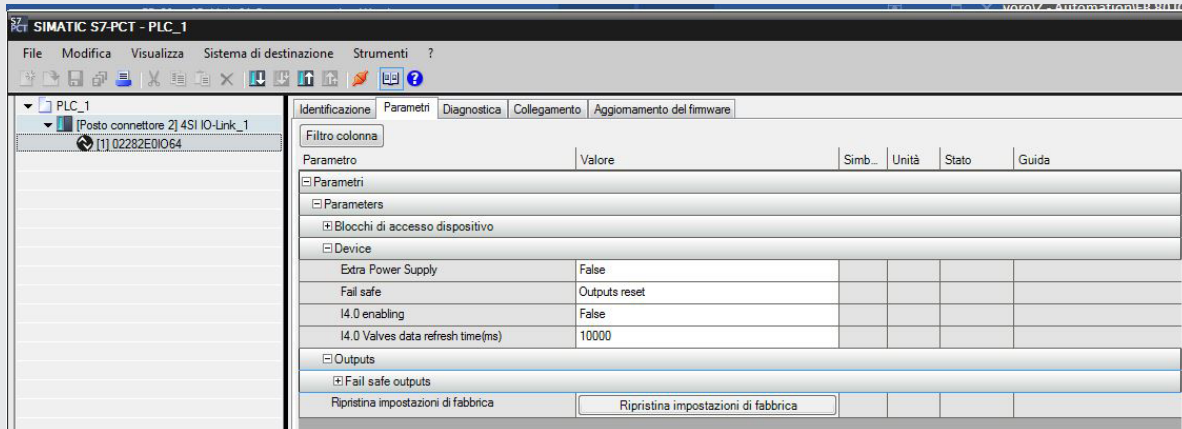 SIMATIC S7-PCT - PLC_1
File Modifica Visualizza Sistema di destinazione Strumenti ?
PLC_1
[Posto connettore 2] 4SI IO-Link_1
[1] 02282E0IO64
Identificazione Parametri Diagnostica Collegamento Aggiornamento del firmware
Filtro colonna
Parametro Valore Simb... Unità Stato Guida
Parametri
Parameters
Blocchi di accesso dispositivo
Device
Extra Power Supply False
Fail safe Outputs reset
I4.0 enabling False
I4.0 Valves data refresh time(ms) 10000
Outputs
Fail safe outputs
Ripristina impostazioni di fabbrica Ripristina impostazioni di fabbrica